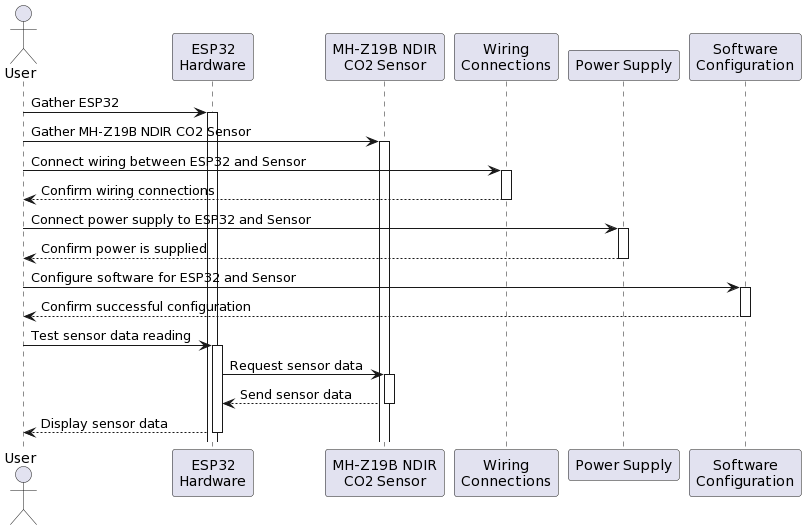 User
ESP32
Hardware
MH-Z19B NDIR
CO2 Sensor
Wiring
Connections
Power Supply
Software
Configuration
Gather ESP32
Gather MH-Z19B NDIR CO2 Sensor
Connect wiring between ESP32 and Sensor
Confirm wiring connections
Connect power supply to ESP32 and Sensor
Confirm power is supplied
Configure software for ESP32 and Sensor
Confirm successful configuration
Test sensor data reading
Request sensor data
Send sensor data
Display sensor data
User
ESP32
Hardware
MH-Z19B NDIR
CO2 Sensor
Wiring
Connections
Power Supply
Software
Configuration